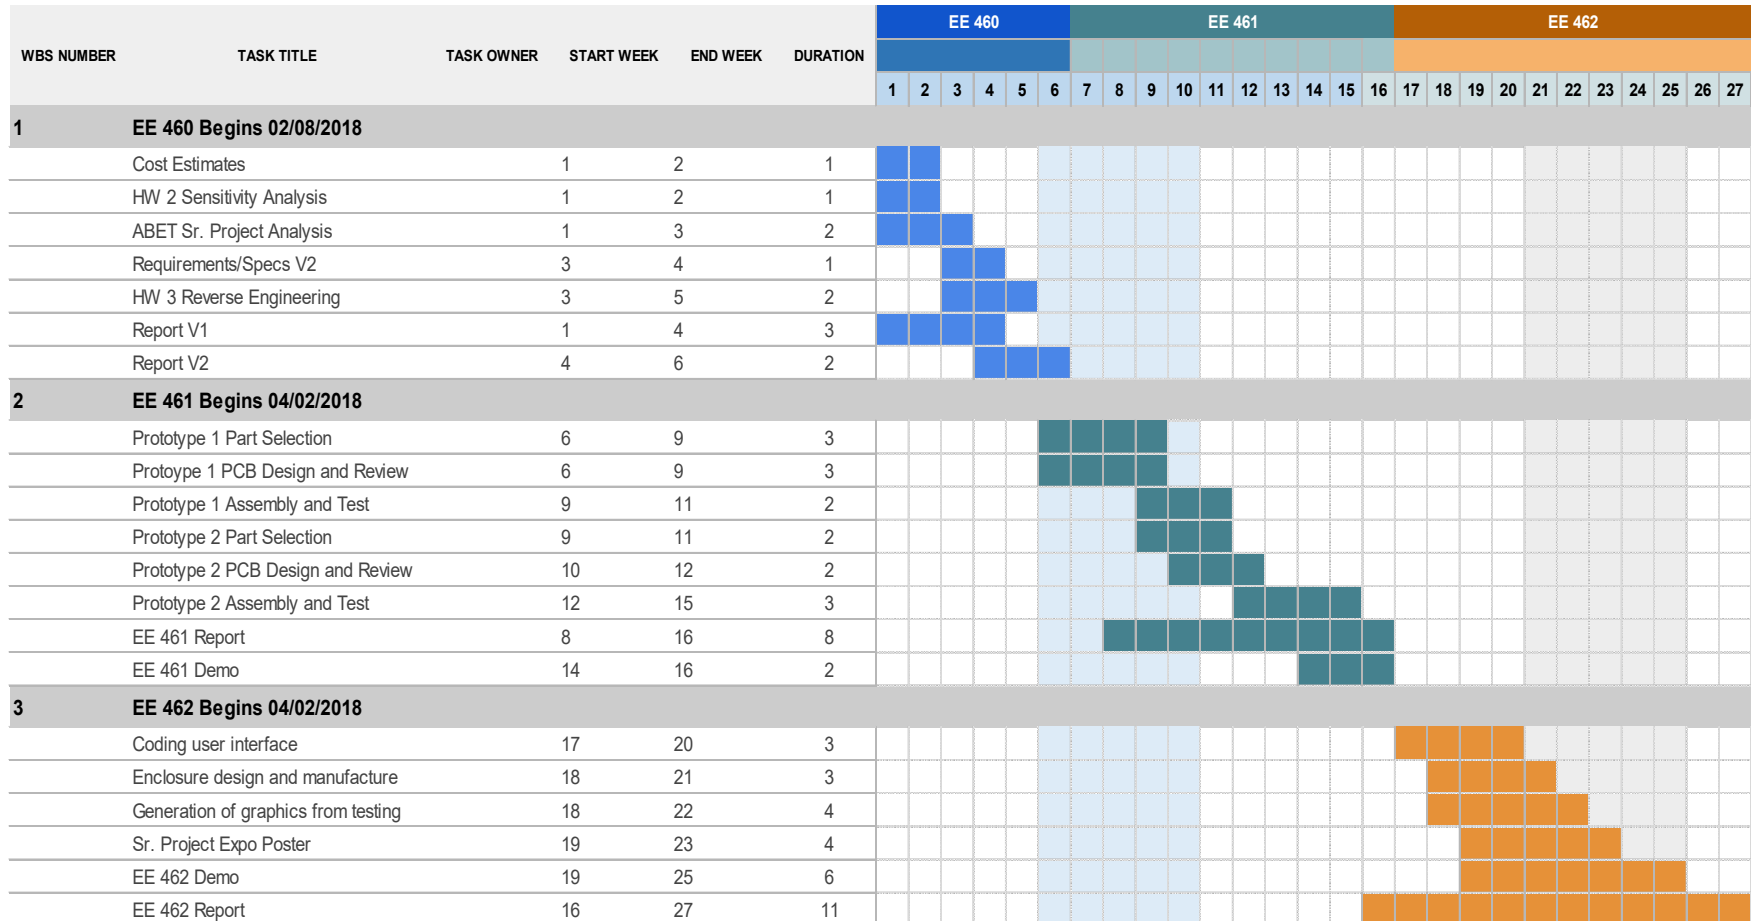 EE 460 EE 461 EE 462
WBS NUMBER TASK TITLE TASK OWNER START WEEK END WEEK DURATION
1 2 3 4 5 6 7 8 9 10 11 12 13 14 15 16 17 18 19 20 21 22 23 24 25 26 27
1 EE 460 Begins 02/08/2018
Cost Estimates 1 2 1
HW 2 Sensitivity Analysis 1 2 1
ABET Sr. Project Analysis 1 3 2
Requirements/Specs V2 3 4 1
HW 3 Reverse Engineering 3 5 2
Report V1 1 4 3
Report V2 4 6 2
2 EE 461 Begins 04/02/2018
Prototype 1 Part Selection 6 9 3
Protoype 1 PCB Design and Review 6 9 3
Prototype 1 Assembly and Test 9 11 2
Prototype 2 Part Selection 9 11 2
Prototype 2 PCB Design and Review 10 12 2
Prototype 2 Assembly and Test 12 15 3
EE 461 Report 8 16 8
EE 461 Demo 14 16 2
3 EE 462 Begins 04/02/2018
Coding user interface 17 20 3
Enclosure design and manufacture 18 21 3
Generation of graphics from testing 18 22 4
Sr. Project Expo Poster 19 23 4
EE 462 Demo 19 25 6
EE 462 Report 16 27 11